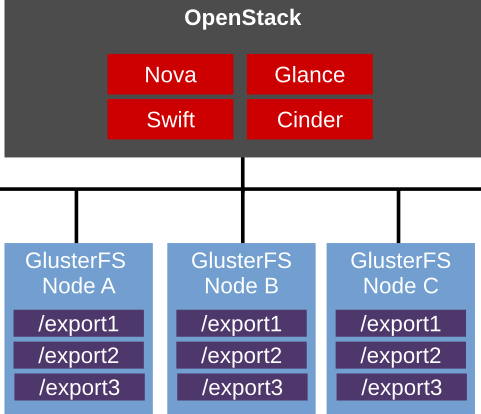 OpenStack
Nova
Glance
Swift
Cinder
GlusterFS
Node A
/export1
/export2
/export3
GlusterFS
Node B
/export1
/export2
/export3
GlusterFS
Node C
/export1
/export2
/export3